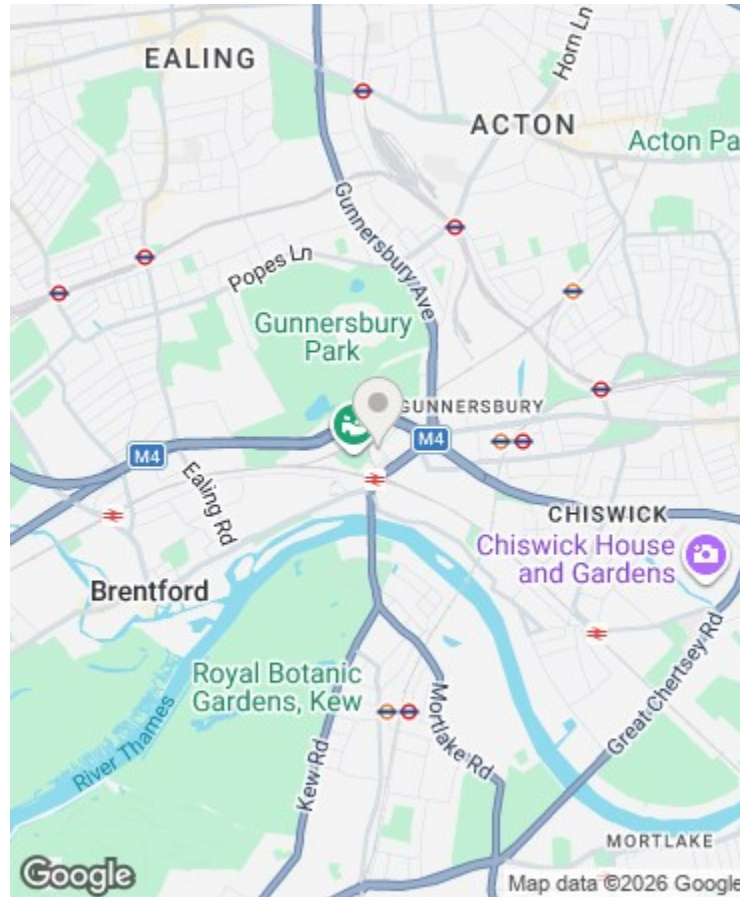 EALING
Horn Ln
ACTON
Acton Pa
Gunnersbury Ave
Popes Ln
Gunnersbury
Park
GUNNERSBURY
M4
M4
Ealing Rd
CHISWICK
Chiswick House
and Gardens
Brentford
Royal Botanic
Gardens, Kew
River Thames
Kew Rd
Mortlake Rd
Great Chertsey Rd
MORTLAKE
Google
Map data ©2026 Google